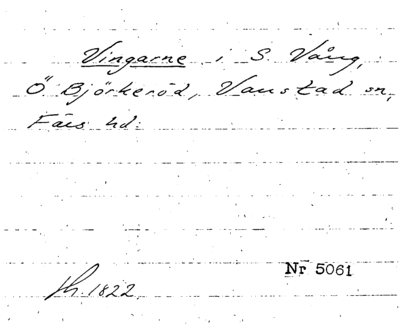 Vingarne i S. Vång,
Ö Björkeröd, Vanstad sn,
Färs hd.
Nr 5061
1822